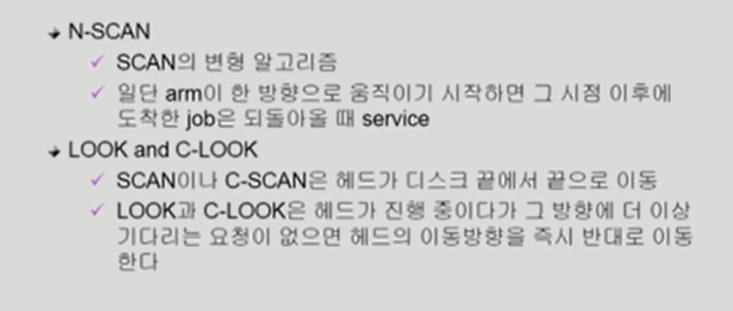 N-SCAN
SCAN의 변형 알고리즘
일단 arm이 한 방향으로 움직이기 시작하면 그 시점 이후에
도착한 job은 되돌아올 때 service
LOOK and C-LOOK
SCAN이나 C-SCAN은 헤드가 디스크 끝에서 끝으로 이동
LOOK과 C-LOOK은 헤드가 진행 중이다가 그 방향에 더 이상
기다리는 요청이 없으면 헤드의 이동방향을 즉시 반대로 이동
한다